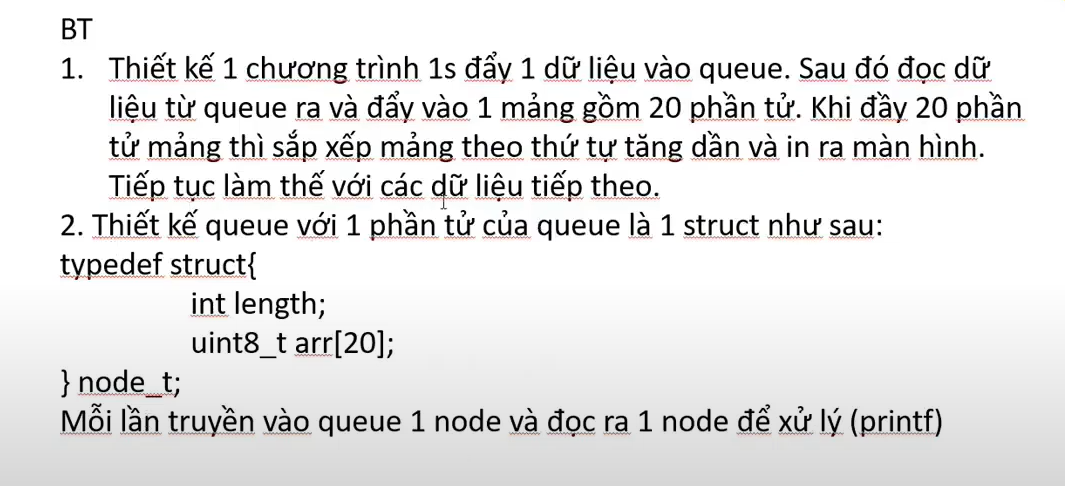 BT
1. Thiết kế 1 chương trình 1s đẩy 1 dữ liệu vào queue. Sau đó đọc dữ
liệu từ queue ra và đẩy vào 1 mảng gồm 20 phần tử. Khi đầy 20 phần
tử mảng thì sắp xếp mảng theo thứ tự tăng dần và in ra màn hình.
Tiếp tục làm thế với các dữ liệu tiếp theo.
2. Thiết kế queue với 1 phần tử của queue là 1 struct như sau:
typedef struct{
int length;
uint8_t arr[20];
} node_t;
Mỗi lần truyền vào queue 1 node và đọc ra 1 node để xử lý (printf)